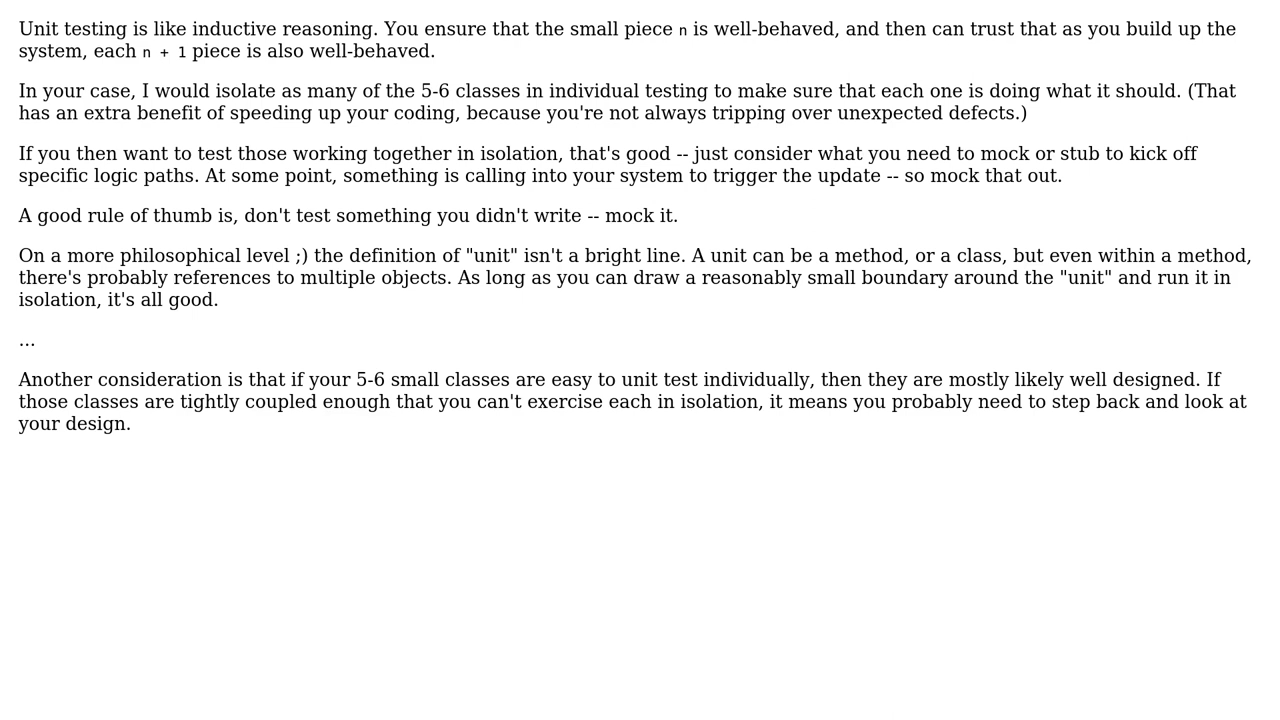 Unit testing is like inductive reasoning. You ensure that the small piece n is well-behaved, and then can trust that as you build up the
system, each n + 1 piece is also well-behaved.
In your case, I would isolate as many of the 5-6 classes in individual testing to make sure that each one is doing what it should. (That
has an extra benefit of speeding up your coding, because you're not always tripping over unexpected defects.)
If you then want to test those working together in isolation, that's good -- just consider what you need to mock or stub to kick off
specific logic paths. At some point, something is calling into your system to trigger the update -- so mock that out.
A good rule of thumb is, don't test something you didn't write -- mock it.
On a more philosophical level ;) the definition of "unit" isn't a bright line. A unit can be a method, or a class, but even within a method,
there's probably references to multiple objects. As long as you can draw a reasonably small boundary around the "unit" and run it in
isolation, it's all good.
...
Another consideration is that if your 5-6 small classes are easy to unit test individually, then they are mostly likely well designed. If
those classes are tightly coupled enough that you can't exercise each in isolation, it means you probably need to step back and look at
your design.